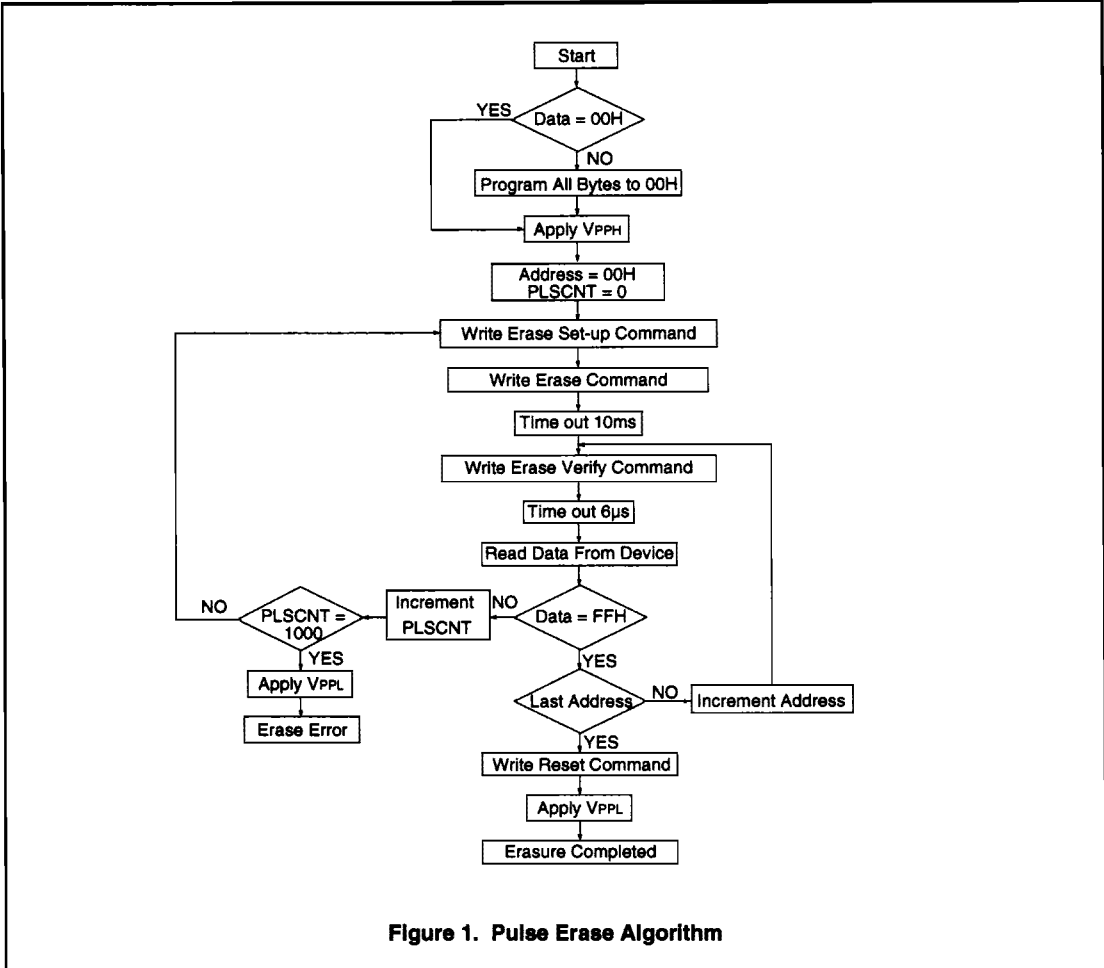 Start
YES
Data = 00H
NO
Program All Bytes to 00H
Apply VPPH
Address = 00H
PLSCNT = 0
Write Erase Set-up Command
Write Erase Command
Time out 10ms
Write Erase Verify Command
Time out 6µs
Read Data From Device
NO
PLSCNT =
1000
Increment
PLSCNT
NO
Data = FFH
YES
Apply VPPL
Erase Error
YES
Last Address
NO
Increment Address
YES
Write Reset Command
Apply VPPL
Erasure Completed
Figure 1. Pulse Erase Algorithm